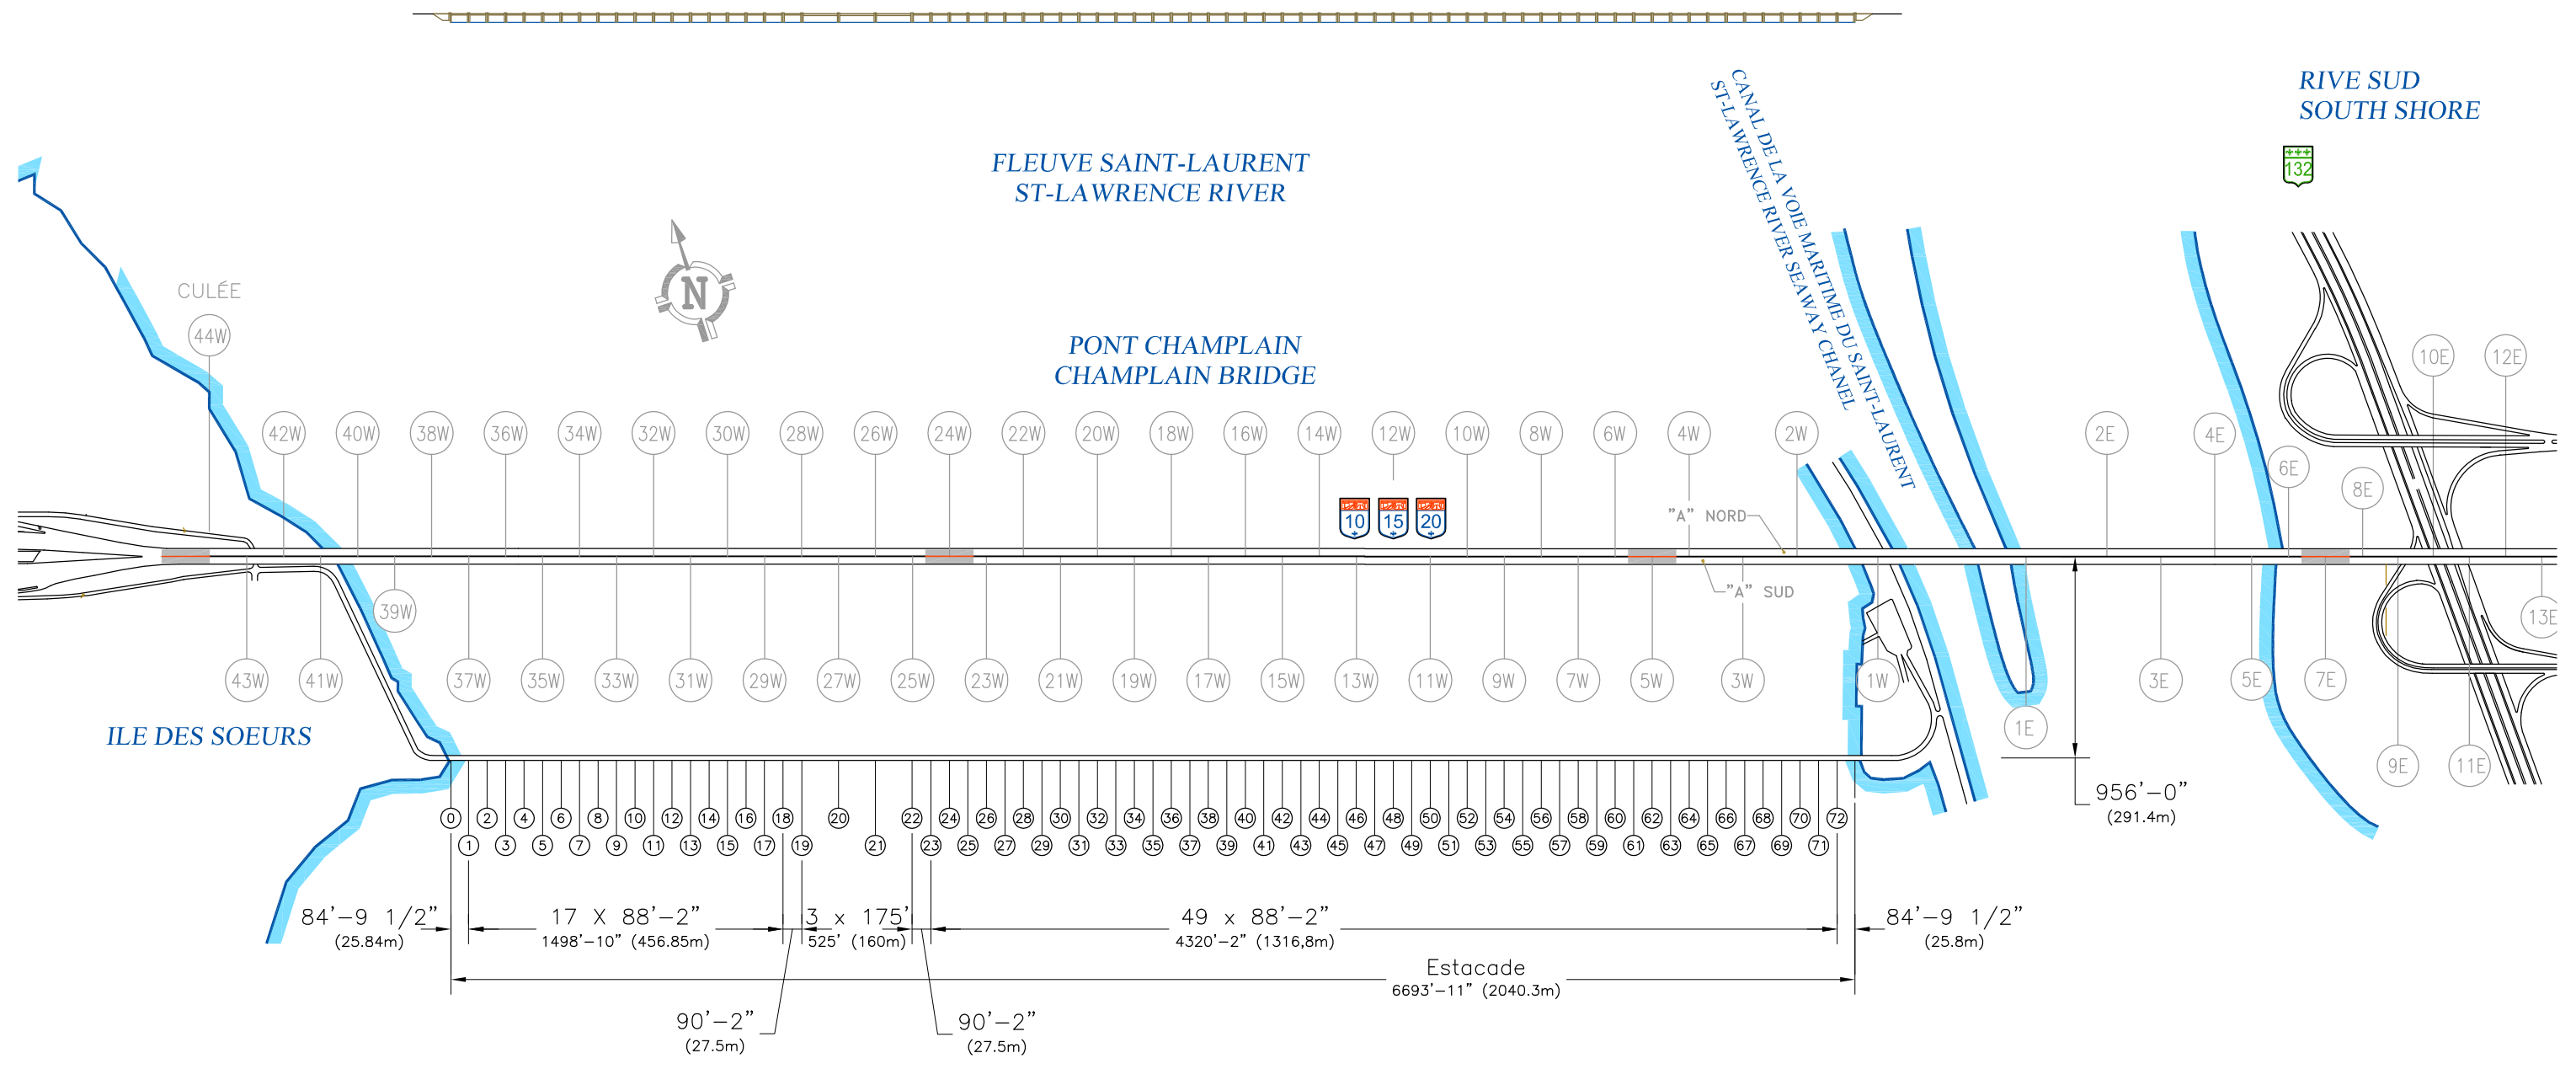 RIVE SUD
SOUTH SHORE
132
CANAL DE LA VOIE MARITIME DU SAINT-LAURENT
ST-LAWRENCE RIVER SEAWAY CHANEL
FLEUVE SAINT-LAURENT
ST-LAWRENCE RIVER
N
CULÉE
44W
PONT CHAMPLAIN
CHAMPLAIN BRIDGE
10E 12E
42W 40W 38W 36W 34W 32W 30W 28W 26W 24W 22W 20W 18W 16W 14W 12W 10W 8W 6W 4W 2W 2E 4E
6E
8E
10 15 20
"A" NORD
"A" SUD
39W
13E
43W 41W 37W 35W 33W 31W 29W 27W 25W 23W 21W 19W 17W 15W 13W 11W 9W 7W 5W 3W 1W 3E 5E 7E
1E
ILE DES SOEURS
9E 11E
956'-0"
(291.4m)
0 2 4 6 8 10 12 14 16 18 20 22 24 26 28 30 32 34 36 38 40 42 44 46 48 50 52 54 56 58 60 62 64 66 68 70 72
1 3 5 7 9 11 13 15 17 19 21 23 25 27 29 31 33 35 37 39 41 43 45 47 49 51 53 55 57 59 61 63 65 67 69 71
84'-9 1/2" 17 X 88'-2" 3 x 175' 49 x 88'-2" 84'-9 1/2"
(25.84m) 1498'-10" (456.85m) 525' (160m) 4320'-2" (1316,8m) (25.8m)
Estacade
6693'-11" (2040.3m)
90'-2" 90'-2"
(27.5m) (27.5m)